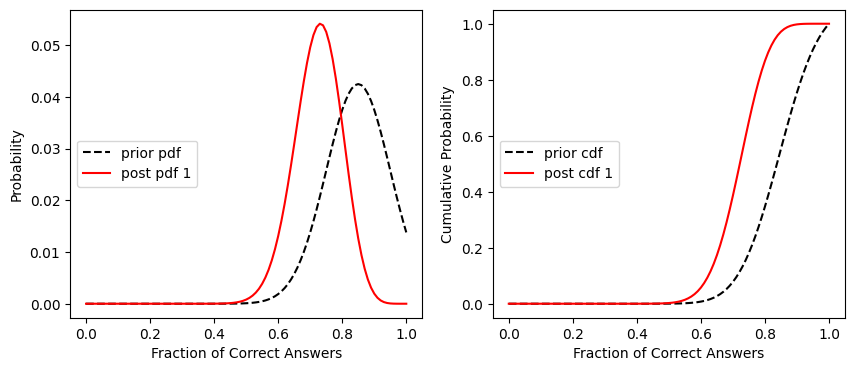 0.05
0.04
0.03
0.02
0.01
0.00
Probability
prior pdf
post pdf 1
0.0 0.2 0.4 0.6 0.8 1.0
Fraction of Correct Answers
1.0
0.8
0.6
0.4
0.2
0.0
Cumulative Probability
prior cdf
post cdf 1
0.0 0.2 0.4 0.6 0.8 1.0
Fraction of Correct Answers